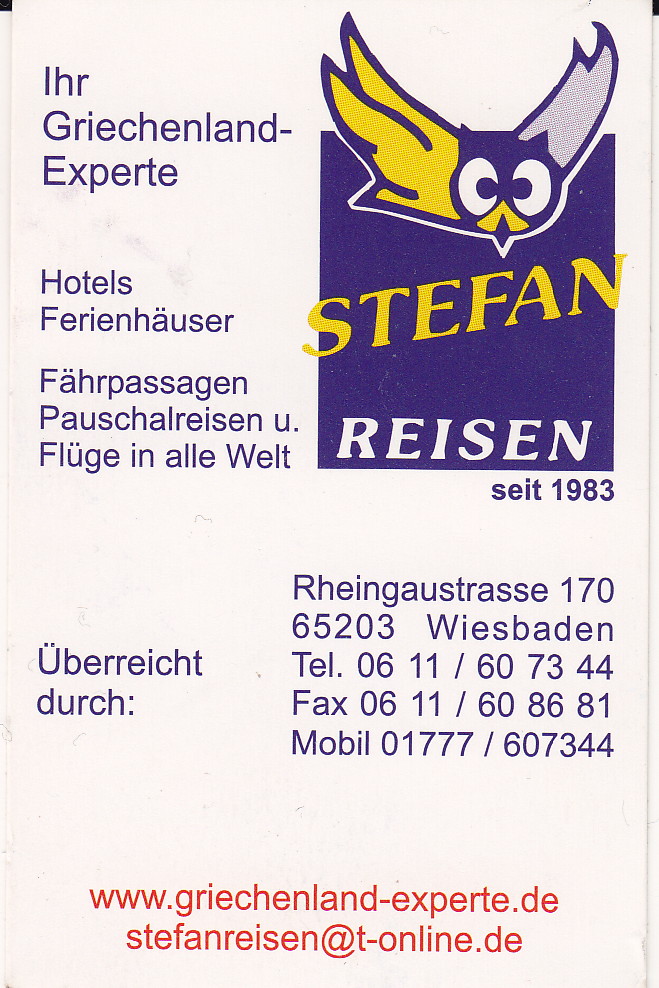 Ihr
Griechenland-
Experte
Hotels
Ferienhäuser
Fährpassagen
Pauschalreisen u.
Flüge in alle Welt
STEFAN
REISEN
seit 1983
Rheingaustrasse 170
65203 Wiesbaden
Tel. 06 11 / 60 73 44
Fax 06 11 / 60 86 81
Mobil 01777 / 607344
Überreicht
durch:
www.griechenland-experte.de
stefanreisen@t-online.de